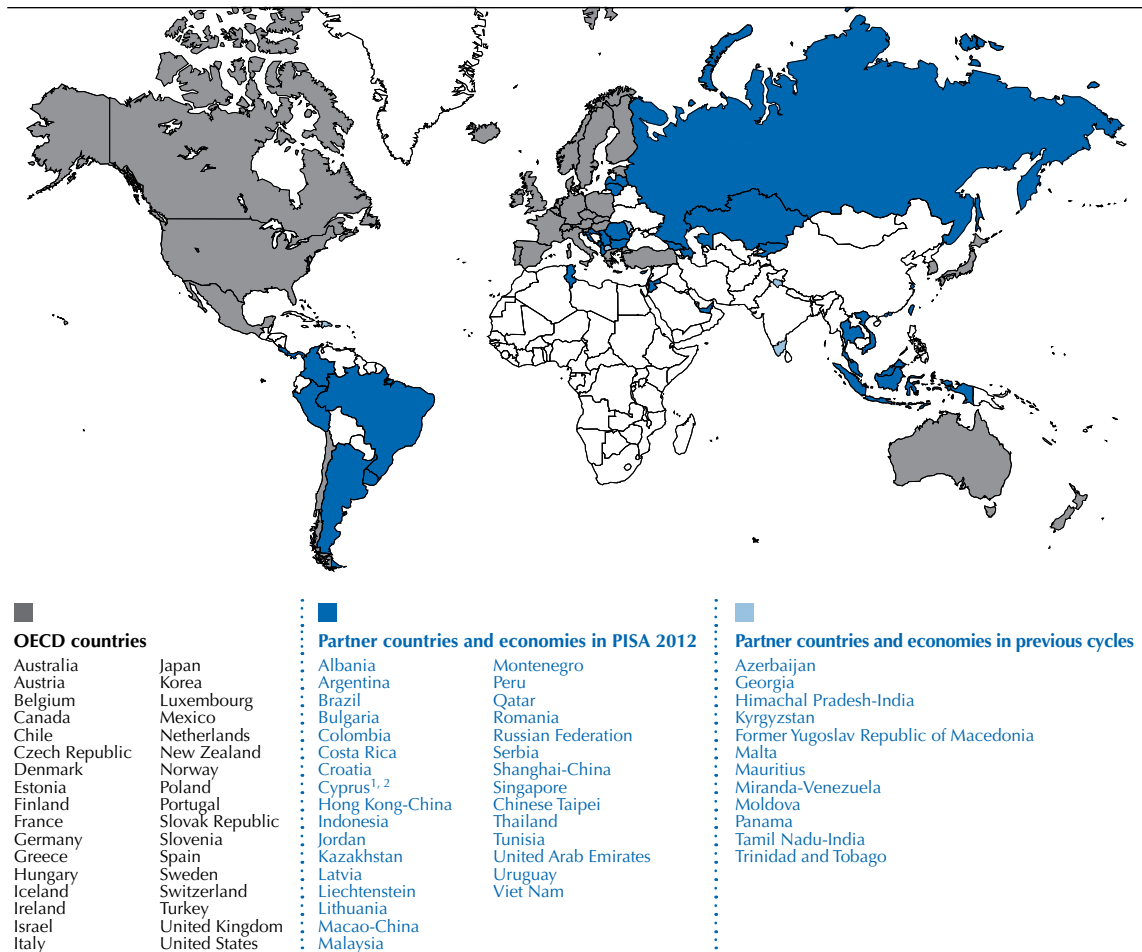 OECD countries
Australia
Austria
Belgium
Canada
Chile
Czech Republic
Denmark
Estonia
Finland
France
Germany
Greece
Hungary
Iceland
Ireland
Israel
Italy
Japan
Korea
Luxembourg
Mexico
Netherlands
New Zealand
Norway
Poland
Portugal
Slovak Republic
Slovenia
Spain
Sweden
Switzerland
Turkey
United Kingdom
United States
Partner countries and economies in PISA 2012
Albania
Argentina
Brazil
Bulgaria
Colombia
Costa Rica
Croatia
Cyprus1, 2
Hong Kong-China
Indonesia
Jordan
Kazakhstan
Latvia
Liechtenstein
Lithuania
Macao-China
Malaysia
Montenegro
Peru
Qatar
Romania
Russian Federation
Serbia
Shanghai-China
Singapore
Chinese Taipei
Thailand
Tunisia
United Arab Emirates
Uruguay
Viet Nam
Partner countries and economies in previous cycles
Azerbaijan
Georgia
Himachal Pradesh-India
Kyrgyzstan
Former Yugoslav Republic of Macedonia
Malta
Mauritius
Miranda-Venezuela
Moldova
Panama
Tamil Nadu-India
Trinidad and Tobago